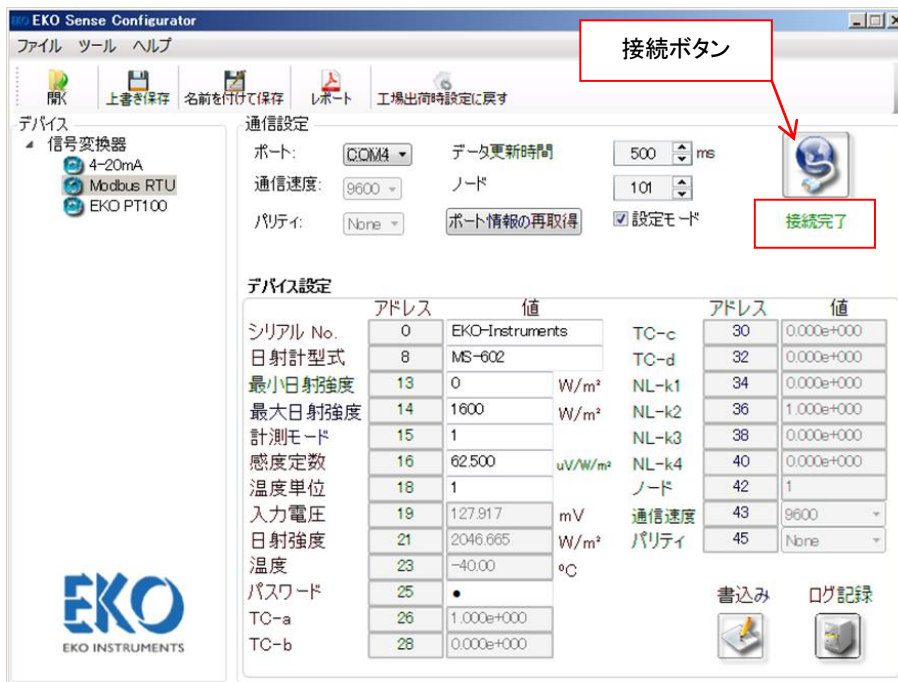 EKO Sense Configurator
ファイル ツール ヘルプ
接続ボタン
開く 上書き保存 名前を付けて保存 レポート 工場出荷時設定に戻す
デバイス
信号変換器
4-20mA
Modbus RTU
EKO PT100
通信設定
ポート: COM4 データ更新時間 500 ms
通信速度: 9600 ノード 101
パリティ: None ポート情報の再取得 設定モード
接続完了
デバイス設定
アドレス 値 アドレス 値
シリアル No. 0 EKO-Instruments TC-c 30 0.000e+000
日射計型式 8 MS-602 TC-d 32 0.000e+000
最小日射強度 13 0 W/m² NL-k1 34 0.000e+000
最大日射強度 14 1600 W/m² NL-k2 36 1.000e+000
計測モード 15 1 NL-k3 38 0.000e+000
感度定数 16 62.500 uV/W/m² NL-k4 40 0.000e+000
温度単位 18 1 ノード 42 1
入力電圧 19 127.917 mV 通信速度 43 9600
日射強度 21 2046.665 W/m² パリティ 45 None
温度 23 -40.00 ℃
パスワード 25 ●
TC-a 26 1.000e+000
TC-b 28 0.000e+000
書込み ログ記録
EKO
EKO INSTRUMENTS